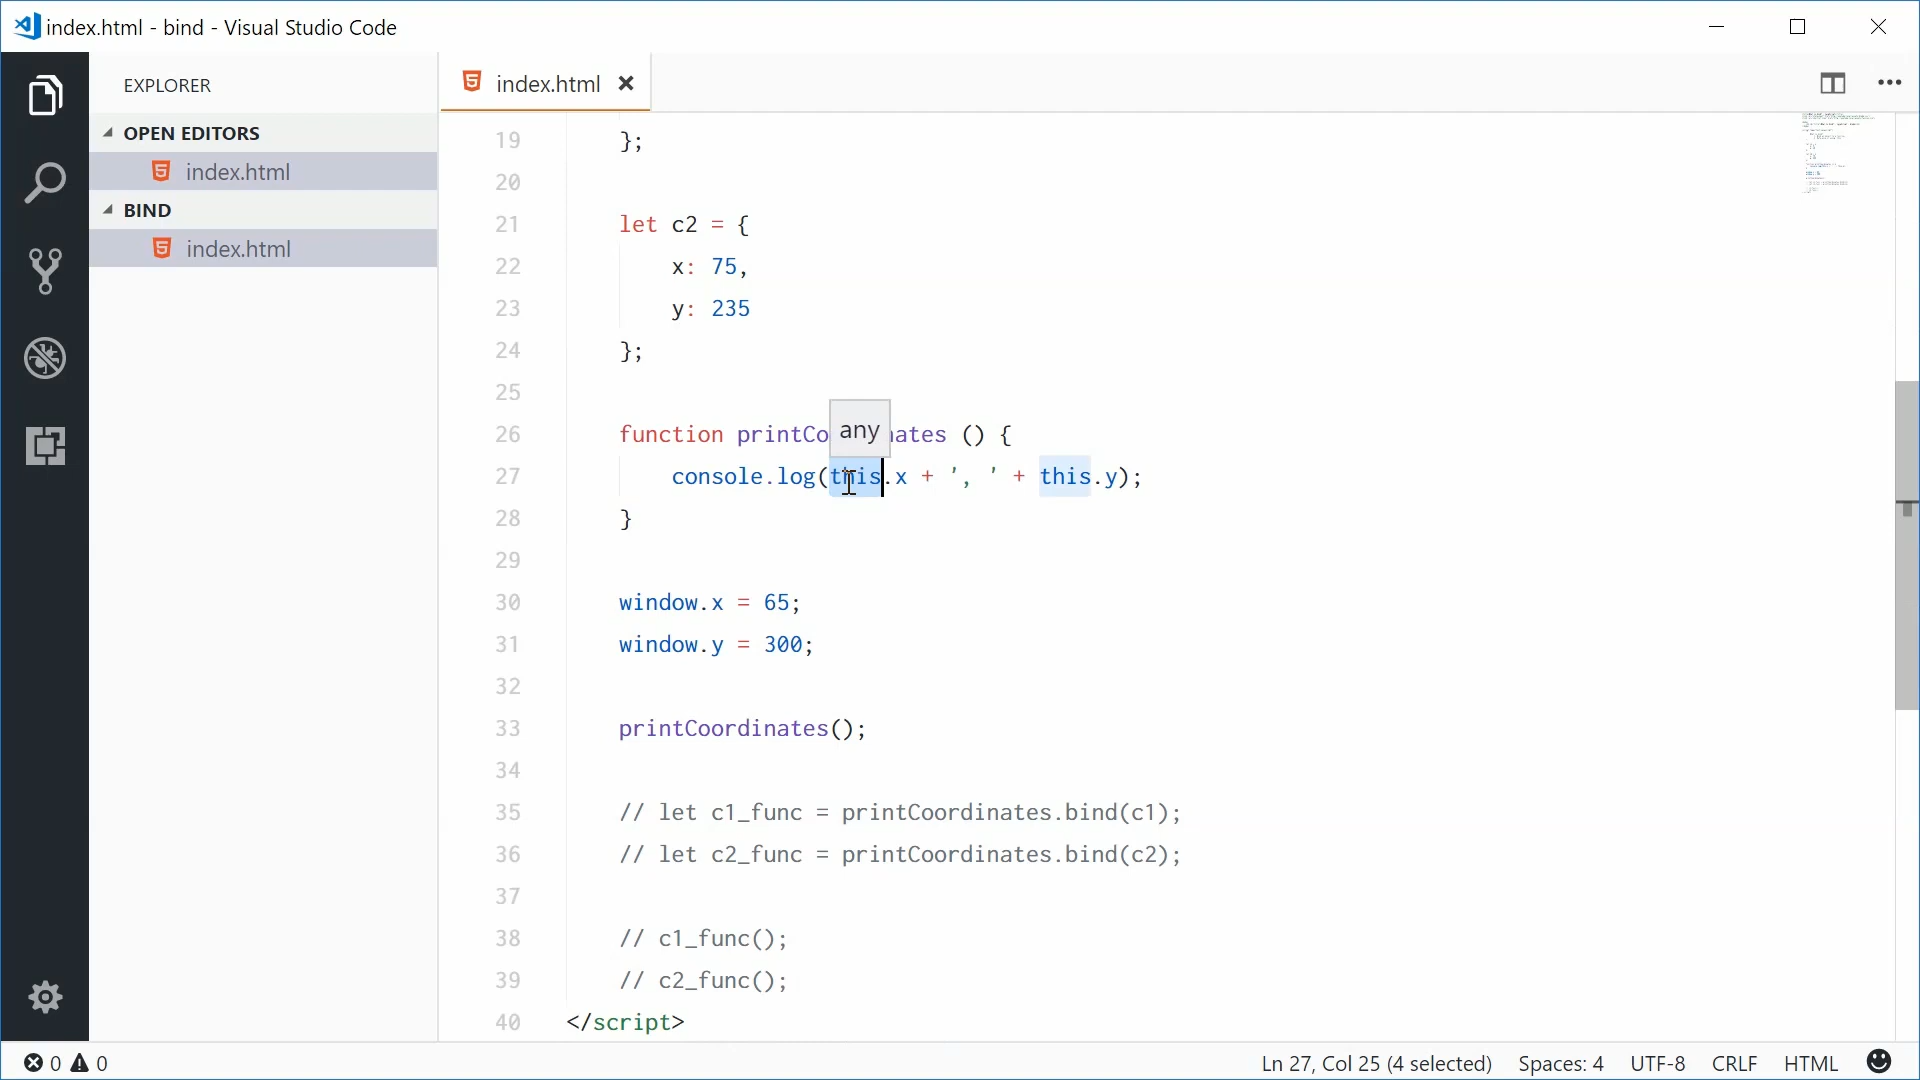 index.html - bind - Visual Studio Code
EXPLORER
OPEN EDITORS
index.html
BIND
index.html
index.html
19 };
20
21 let c2 = {
22 x: 75,
23 y: 235
24 };
25
any
26 function printCo nates () {
27 console.log(this.x + ', ' + this.y);
28 }
29
30 window.x = 65;
31 window.y = 300;
32
33 printCoordinates();
34
35 // let c1_func = printCoordinates.bind(c1);
36 // let c2_func = printCoordinates.bind(c2);
37
38 // c1_func();
39 // c2_func();
40 </script>
0 0
Ln 27, Col 25 (4 selected) Spaces: 4 UTF-8 CRLF HTML